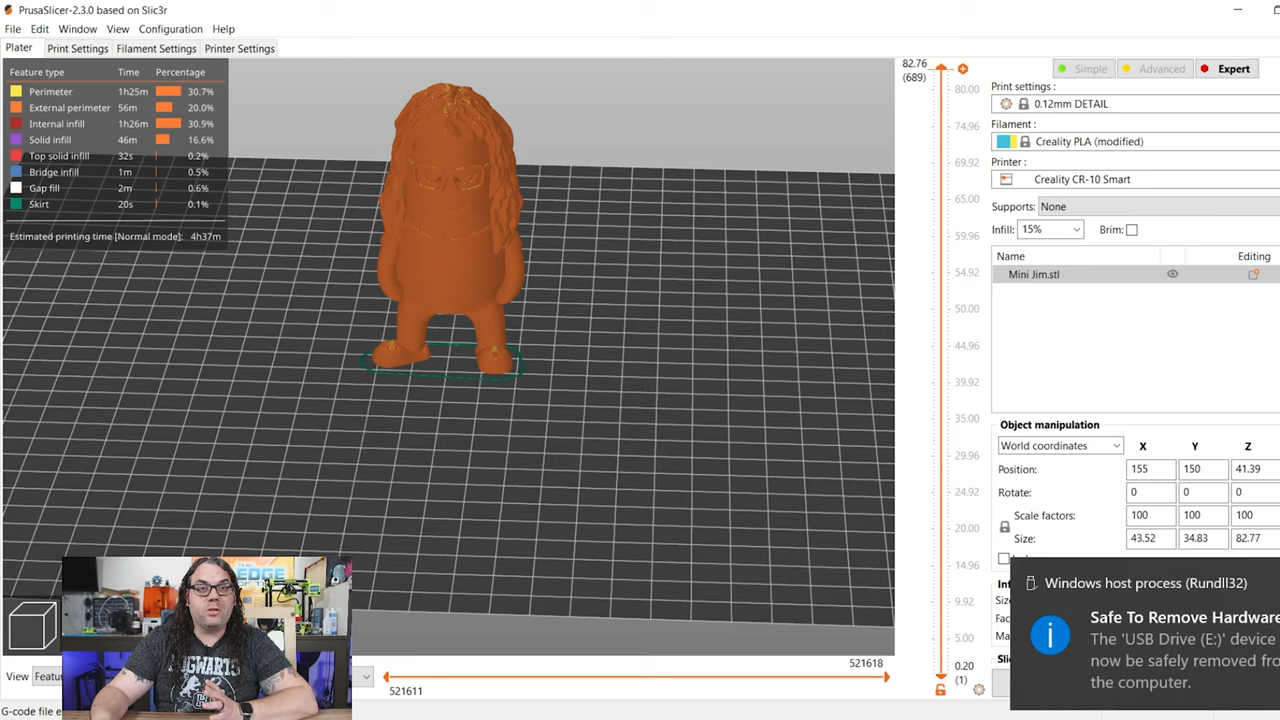 PrusaSlicer-2.3.0 based on Slic3r
File Edit Window View Configuration Help
Plater Print Settings Filament Settings Printer Settings
Feature type Time Percentage
Perimeter 1h25m 30.7%
External perimeter 56m 20.0%
Internal infill 1h26m 30.9%
Solid infill 46m 16.6%
Top solid infill 32s 0.2%
Bridge infill 1m 0.5%
Gap fill 2m 0.6%
Skirt 20s 0.1%
[Normal mode]: 4h37m
82.76
(689)
80.00
74.96
69.92
65.00
59.96
54.92
50.00
44.96
39.92
35.00
29.96
24.92
20.00
14.96
9.92
5.00
0.20
(1)
Simple Advanced Expert
Print settings :
0.12mm DETAIL
Filament :
Creality PLA (modified)
Printer :
Creality CR-10 Smart
Supports: None
Infill: 15% Brim:
Name Editing
Mini Jim.stl
Object manipulation
World coordinates X Y Z
Position: 155 150 41.39
Rotate: 0 0 0
Scale factors: 100 100 100
Size: 43.52 34.83 82.77
Windows host process (Rundll32)
Safe To Remove Hardware
The 'USB Drive (E:)' device
now be safely removed fro
the computer.
EDGE
521618
View
521611
G-code file e